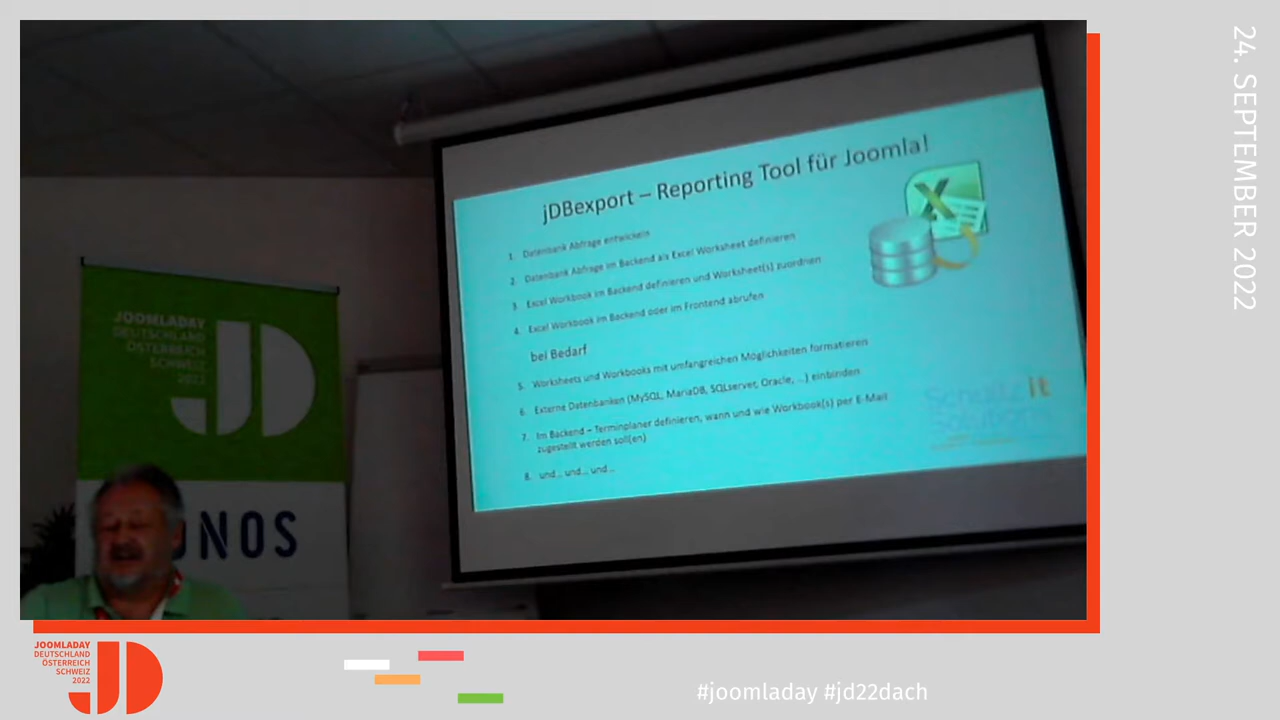 24. SEPTEMBER 2022
jDBexport – Reporting Tool für Joomla!
1. Datenbank Abfrage entwickeln
2. Datenbank Abfrage im Backend als Excel Worksheet definieren
3. Excel Workbook im Backend definieren und Worksheet(s) zuordnen
4. Excel Workbook im Backend oder im Frontend abrufen
bei Bedarf
5. Worksheets und Workbooks mit umfangreichen Möglichkeiten formatieren
6. Externe Datenbanken (MySQL, MariaDB, SQLserver, Oracle, ...) einbinden
7. Im Backend – Terminplaner definieren, wann und wie Workbook(s) per E-Mail
zugestellt werden soll(en)
8. und... und... und...
it
JOOMLADAY
DEUTSCHLAND
ÖSTERREICH
SCHWEIZ
2022
JD
NOS
JOOMLADAY
DEUTSCHLAND
ÖSTERREICH
SCHWEIZ
2022
JD
#joomladay #jd22dach